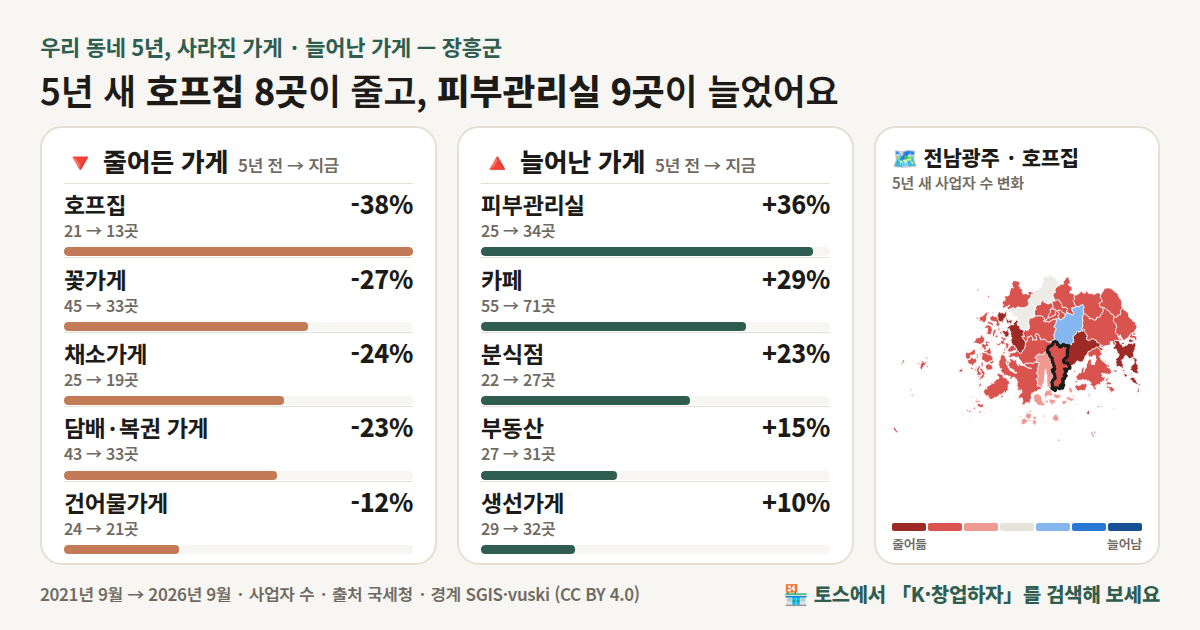 우리 동네 5년, 사라진 가게 · 늘어난 가게 — 장흥군
5년 새 호프집 8곳이 줄고, 피부관리실 9곳이 늘었어요
줄어든 가게 5년 전 → 지금
호프집 -38%
21 → 13곳
꽃가게 -27%
45 → 33곳
채소가게 -24%
25 → 19곳
담배·복권 가게 -23%
43 → 33곳
건어물가게 -12%
24 → 21곳
늘어난 가게 5년 전 → 지금
피부관리실 +36%
25 → 34곳
카페 +29%
55 → 71곳
분식점 +23%
22 → 27곳
부동산 +15%
27 → 31곳
생선가게 +10%
29 → 32곳
전남광주 · 호프집
5년 새 사업자 수 변화
줄어듦 늘어남
2021년 9월 → 2026년 9월 · 사업자 수 · 출처 국세청 · 경계 SGIS·vuski (CC BY 4.0)
토스에서 「K·창업하자」를 검색해 보세요